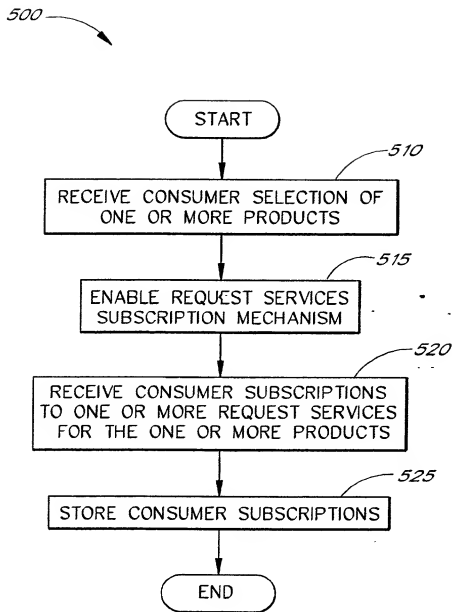 500
START
510
RECEIVE CONSUMER SELECTION OF
ONE OR MORE PRODUCTS
515
ENABLE REQUEST SERVICES
SUBSCRIPTION MECHANISM
520
RECEIVE CONSUMER SUBSCRIPTIONS
TO ONE OR MORE REQUEST SERVICES
FOR THE ONE OR MORE PRODUCTS
525
STORE CONSUMER SUBSCRIPTIONS
END